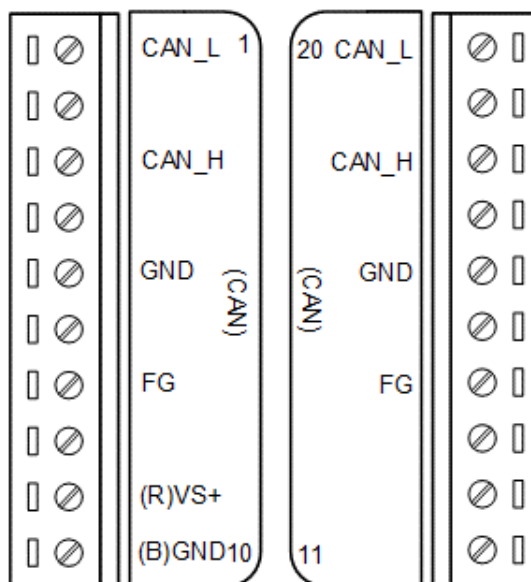 CAN_L 1
CAN_H
GND
(CAN)
FG
(R)VS+
(B)GND10
20 CAN_L
CAN_H
GND
(CAN)
FG
11